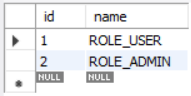 id name
1 ROLE_USER
2 ROLE_ADMIN
NULL NULL